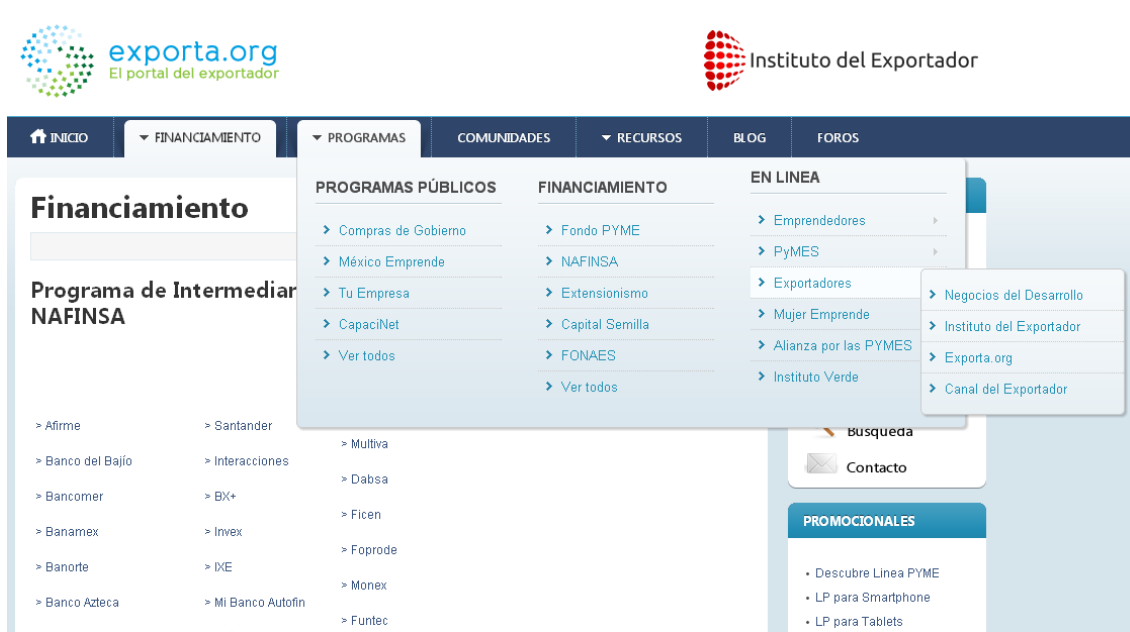 exporta.org
El portal del exportador
Instituto del Exportador
INICIO
FINANCIAMIENTO
PROGRAMAS
COMUNIDADES
RECURSOS
BLOG
FOROS
Financiamiento
Programa de Intermediar
NAFINSA
PROGRAMAS PÚBLICOS
> Compras de Gobierno
> México Emprende
> Tu Empresa
> CapaciNet
> Ver todos
FINANCIAMIENTO
> Fondo PYME
> NAFINSA
> Extensionismo
> Capital Semilla
> FONAES
> Ver todos
EN LINEA
> Emprendedores
> PyMES
> Exportadores
> Mujer Emprende
> Alianza por las PYMES
> Instituto Verde
> Negocios del Desarrollo
> Instituto del Exportador
> Exporta.org
> Canal del Exportador
> Afirme
> Banco del Bajío
> Bancomer
> Banamex
> Banorte
> Banco Azteca
> Santander
> Interacciones
> BX+
> Invex
> IXE
> Mi Banco Autofin
> Multiva
> Dabsa
> Ficen
> Foprode
> Monex
> Funtec
Busqueda
Contacto
PROMOCIONALES
• Descubre Linea PYME
• LP para Smartphone
• LP para Tablets